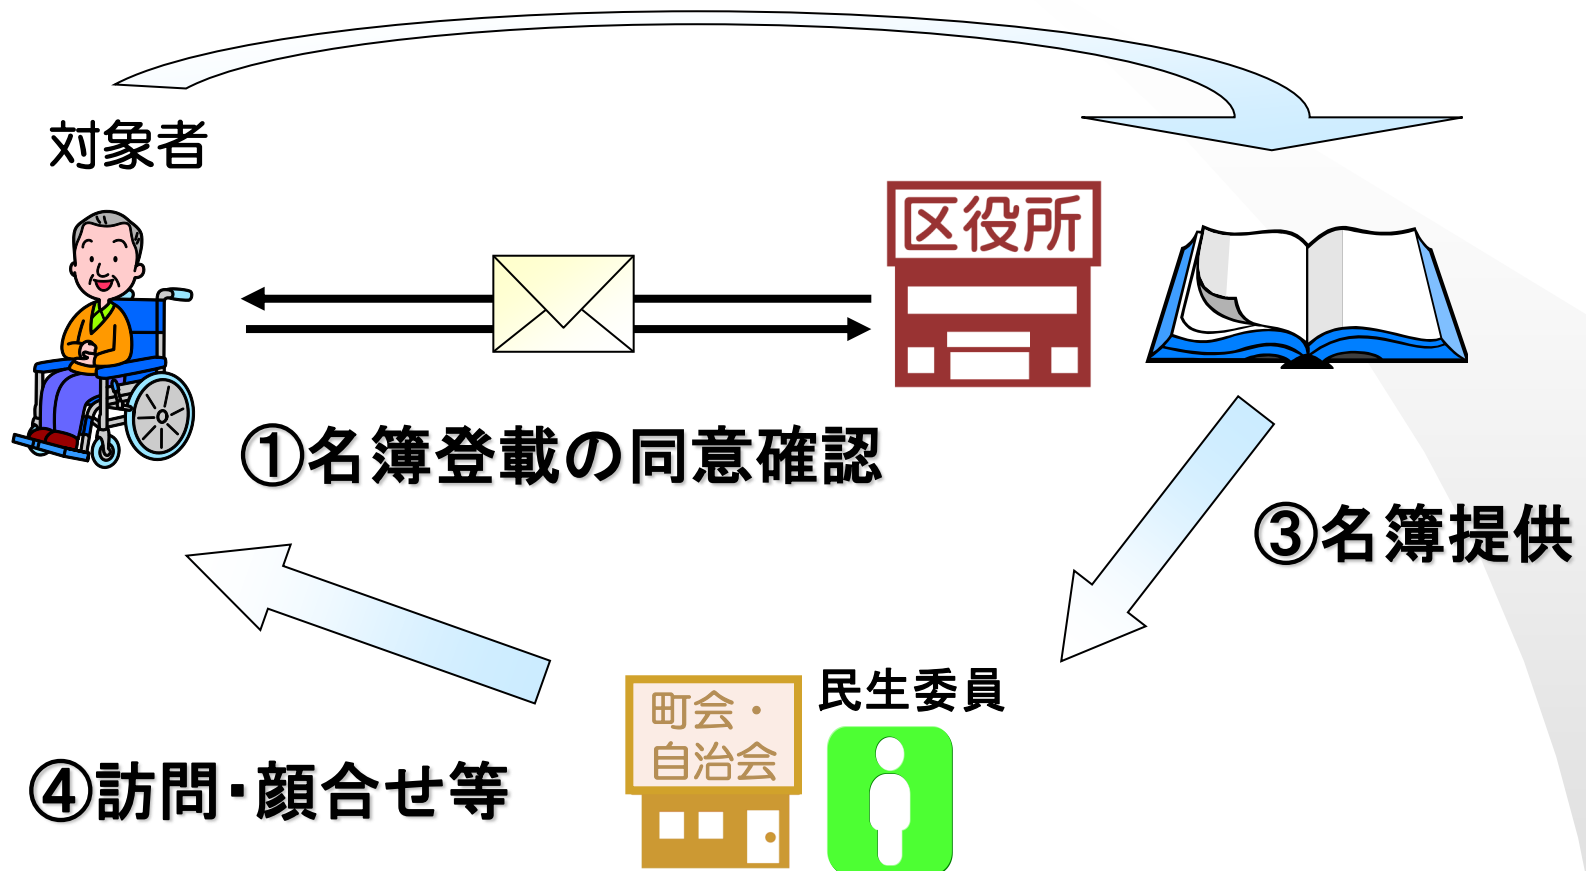 対象者
区役所
①名簿登載の同意確認
③名簿提供
民生委員
町会・
自治会
④訪問・顔合せ等